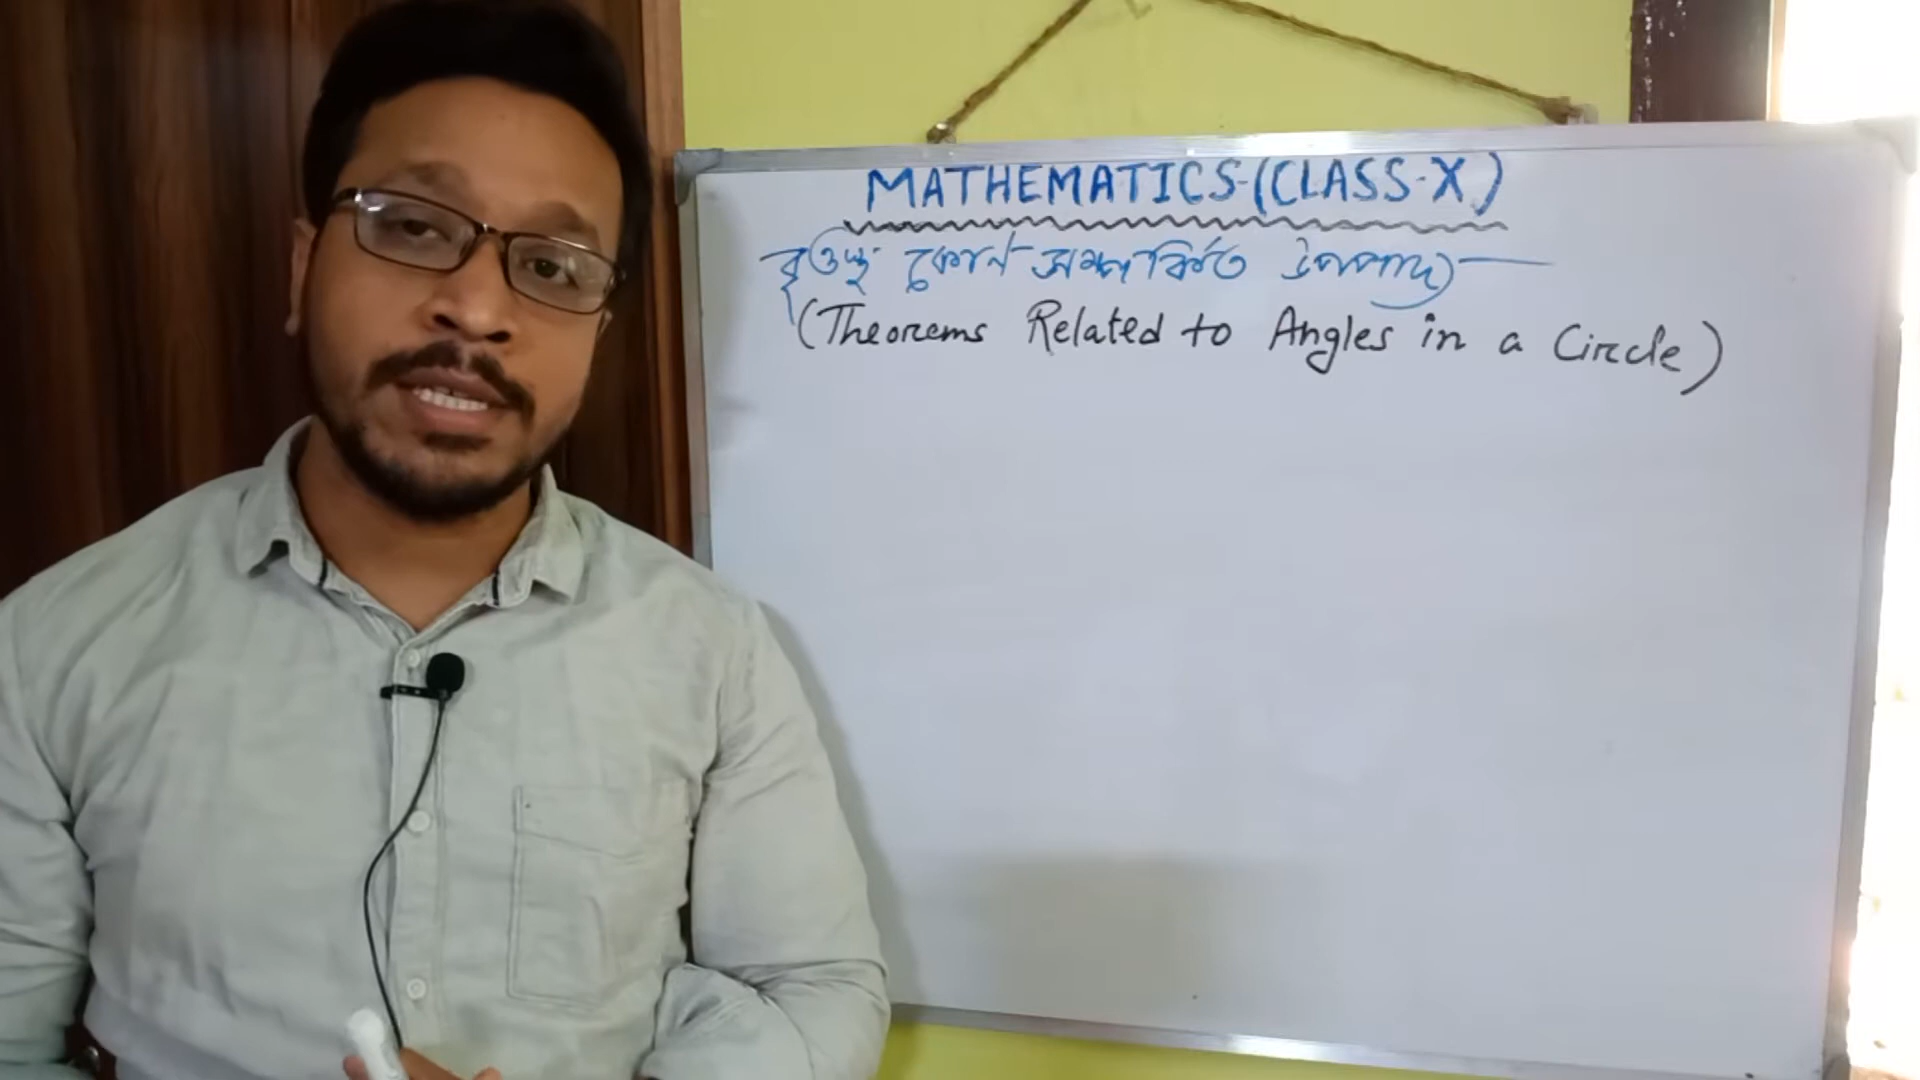 MATHEMATICS-(CLASS-X)
বৃত্তস্থ কোণ সম্পর্কিত উপপাদ্য
(Theorems Related to Angles in a Circle)